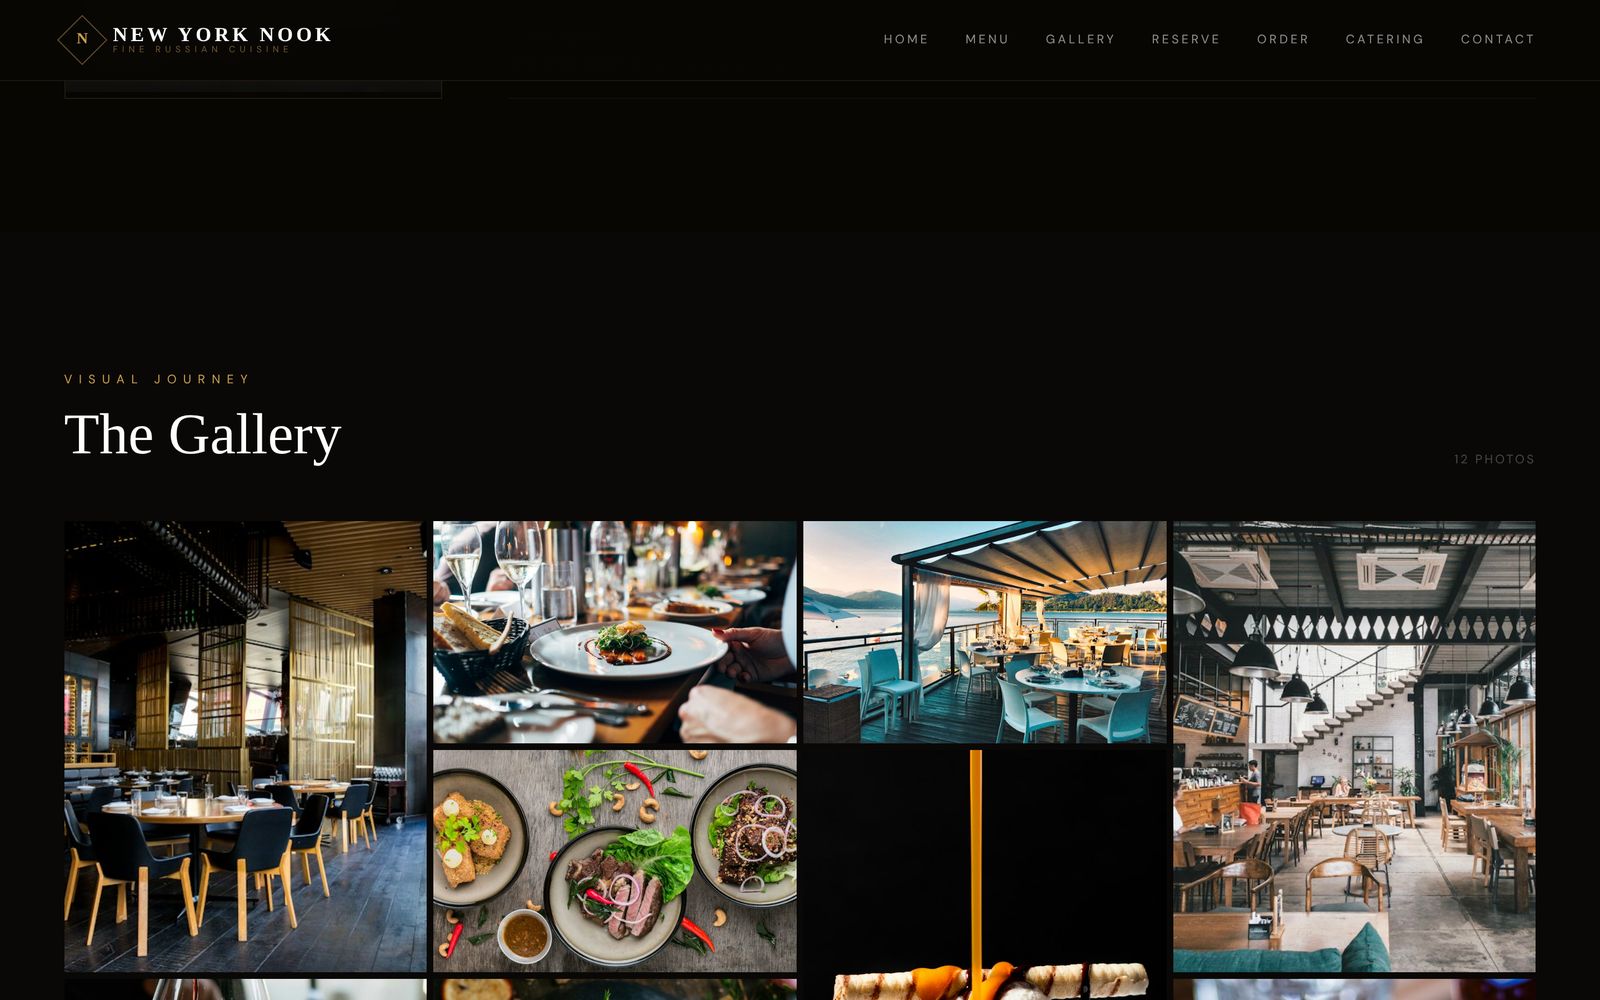 N
NEW YORK NOOK
FINE RUSSIAN CUISINE
HOME MENU GALLERY RESERVE ORDER CATERING CONTACT
VISUAL JOURNEY
The Gallery
12 PHOTOS